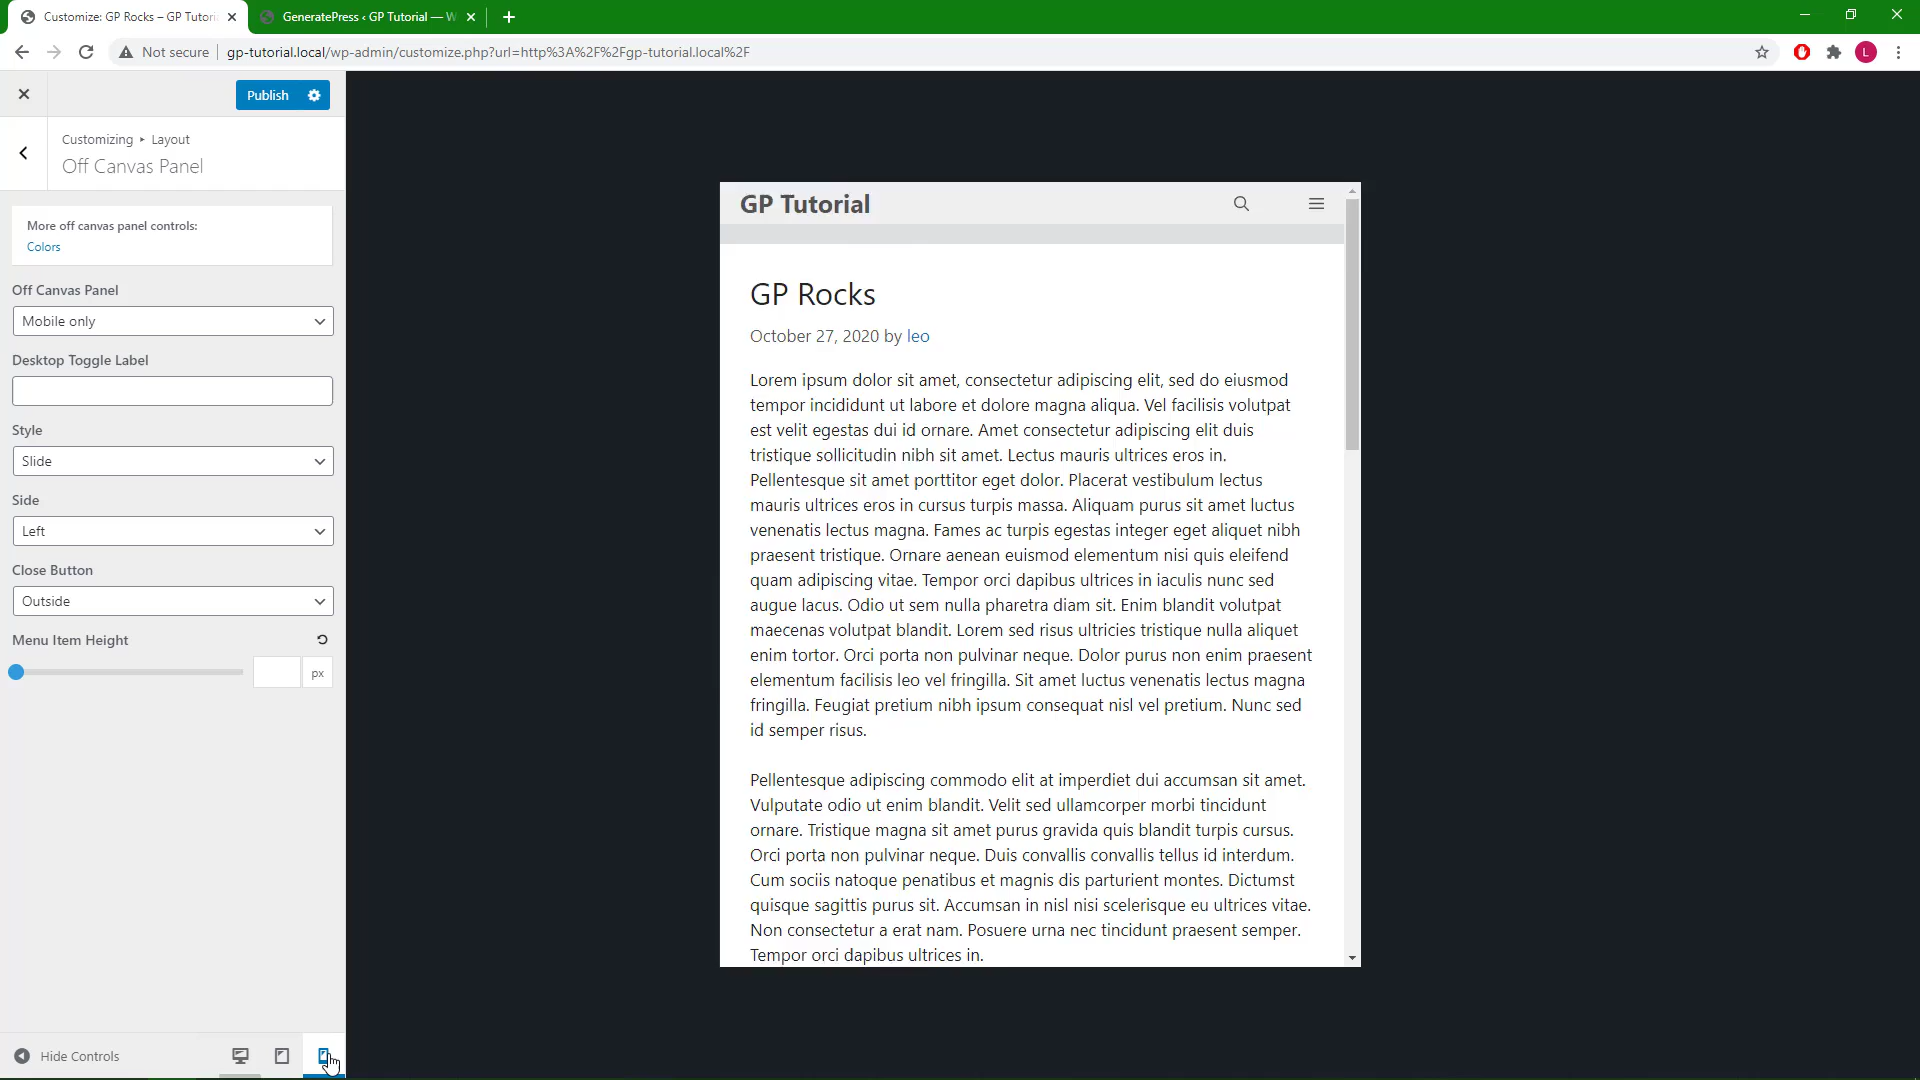 Customize: GP Rocks – GP Tutori
GeneratePress ‹ GP Tutorial — W
Not secure
gp-tutorial.local/wp-admin/customize.php?url=http%3A%2F%2Fgp-tutorial.local%2F
L
Publish
Customizing ▸ Layout
Off Canvas Panel
More off canvas panel controls:
Colors
Off Canvas Panel
Mobile only
Desktop Toggle Label
Style
Slide
Side
Left
Close Button
Outside
Menu Item Height
px
Hide Controls
GP Tutorial
GP Rocks
October 27, 2020 by leo
Lorem ipsum dolor sit amet, consectetur adipiscing elit, sed do eiusmod
tempor incididunt ut labore et dolore magna aliqua. Vel facilisis volutpat
est velit egestas dui id ornare. Amet consectetur adipiscing elit duis
tristique sollicitudin nibh sit amet. Lectus mauris ultrices eros in.
Pellentesque sit amet porttitor eget dolor. Placerat vestibulum lectus
mauris ultrices eros in cursus turpis massa. Aliquam purus sit amet luctus
venenatis lectus magna. Fames ac turpis egestas integer eget aliquet nibh
praesent tristique. Ornare aenean euismod elementum nisi quis eleifend
quam adipiscing vitae. Tempor orci dapibus ultrices in iaculis nunc sed
augue lacus. Odio ut sem nulla pharetra diam sit. Enim blandit volutpat
maecenas volutpat blandit. Lorem sed risus ultricies tristique nulla aliquet
enim tortor. Orci porta non pulvinar neque. Dolor purus non enim praesent
elementum facilisis leo vel fringilla. Sit amet luctus venenatis lectus magna
fringilla. Feugiat pretium nibh ipsum consequat nisl vel pretium. Nunc sed
id semper risus.
Pellentesque adipiscing commodo elit at imperdiet dui accumsan sit amet.
Vulputate odio ut enim blandit. Velit sed ullamcorper morbi tincidunt
ornare. Tristique magna sit amet purus gravida quis blandit turpis cursus.
Orci porta non pulvinar neque. Duis convallis convallis tellus id interdum.
Cum sociis natoque penatibus et magnis dis parturient montes. Dictumst
quisque sagittis purus sit. Accumsan in nisl nisi scelerisque eu ultrices vitae.
Non consectetur a erat nam. Posuere urna nec tincidunt praesent semper.
Tempor orci dapibus ultrices in.